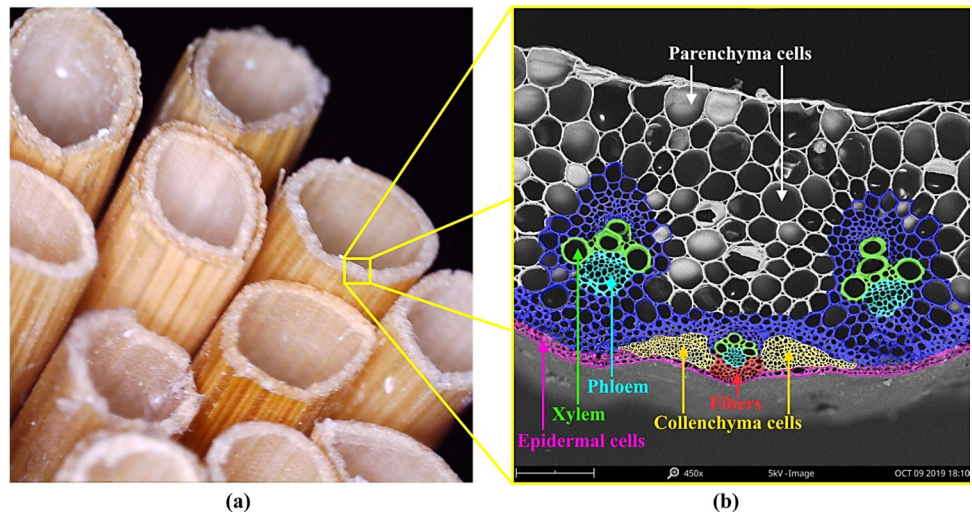 Parenchyma cells
Phloem
Xylem
Fibers
Collenchyma cells
Epidermal cells
450x
5kV - Image
OCT 09 2019 18:10
(a)
(b)